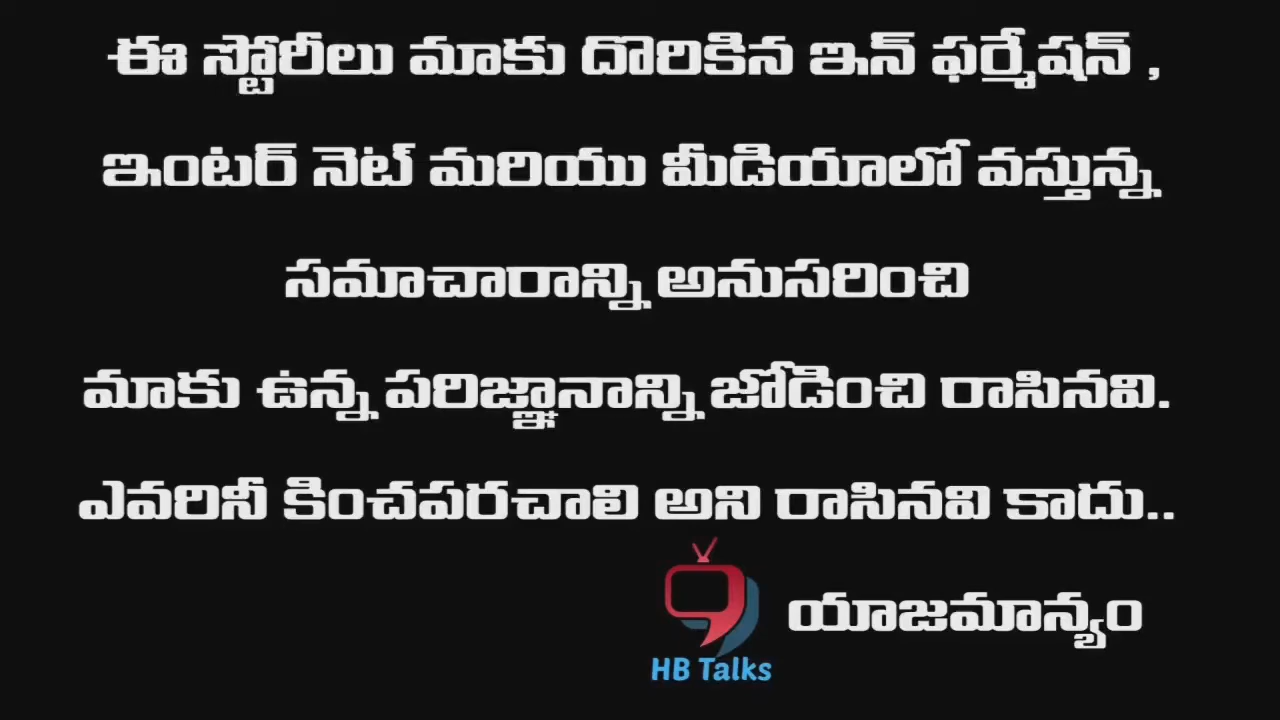 ఈ స్టోరీలు మాకు దొరికిన ఇన్ ఫర్మేషన్ ,
ఇంటర్ నెట్ మరియు మీడియాలో వస్తున్న
సమాచారాన్ని అనుసరించి
మాకు ఉన్న పరిజ్ఞానాన్ని జోడించి రాసినవి.
ఎవరినీ కించపరచాలి అని రాసినవి కాదు..
యాజమాన్యం
HB Talks